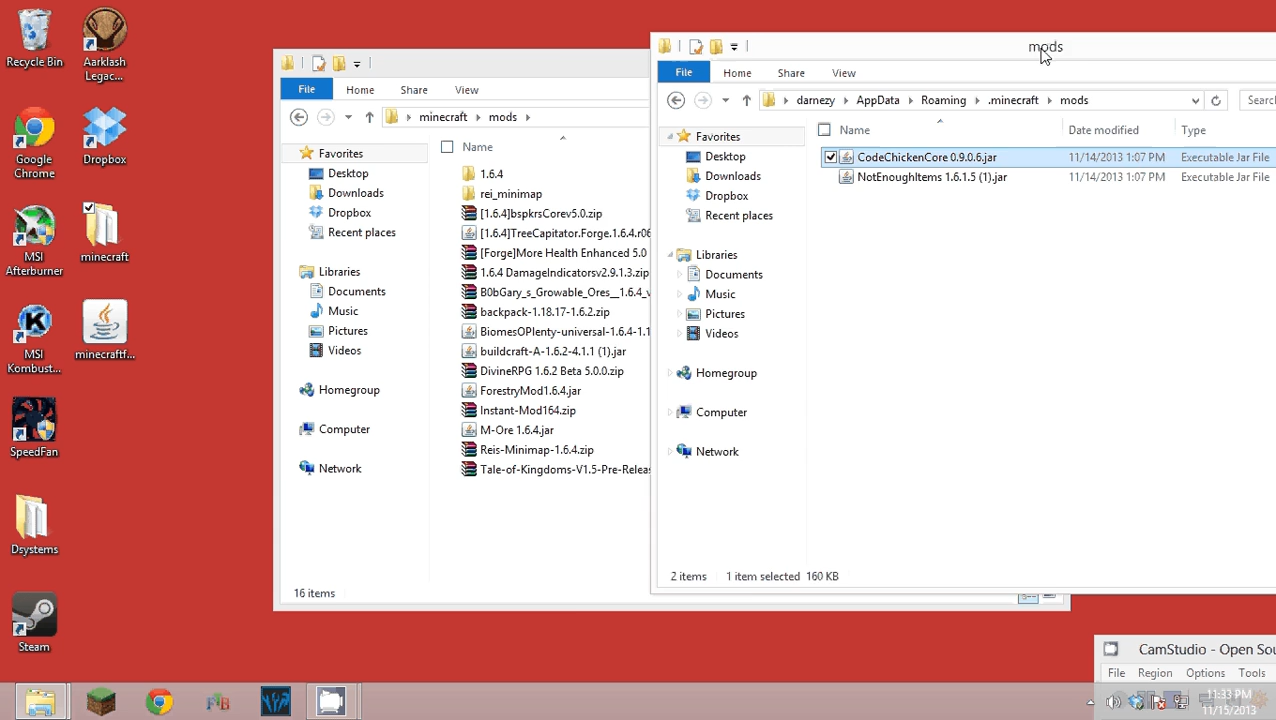 Recycle Bin
Aarklash
Legac...
Google
Chrome
Dropbox
MSI
Afterburner
minecraft
MSI
Kombust...
minecraftf...
SpeedFan
Dsystems
Steam
File
Home
Share
View
minecraft
mods
Favorites
Desktop
Downloads
Dropbox
Recent places
Libraries
Documents
Music
Pictures
Videos
Homegroup
Computer
Network
Name
1.6.4
rei_minimap
[1.6.4]bspkrsCorev5.0.zip
[1.6.4]TreeCapitator.Forge.1.6.4.r06
[Forge]More Health Enhanced 5.0
1.6.4 DamageIndicatorsv2.9.1.3.zip
B0bGary_s_Growable_Ores__1.6.4_v
backpack-1.18.17-1.6.2.zip
BiomesOPlenty-universal-1.6.4-1.1
buildcraft-A-1.6.2-4.1.1 (1).jar
DivineRPG 1.6.2 Beta 5.0.0.zip
ForestryMod1.6.4.jar
Instant-Mod164.zip
M-Ore 1.6.4.jar
Reis-Minimap-1.6.4.zip
Tale-of-Kingdoms-V1.5-Pre-Releas
16 items
mods
File
Home
Share
View
darnezy
AppData
Roaming
.minecraft
mods
Searc
Favorites
Desktop
Downloads
Dropbox
Recent places
Libraries
Documents
Music
Pictures
Videos
Homegroup
Computer
Network
Name
Date modified
Type
CodeChickenCore 0.9.0.6.jar
11/14/2013 1:07 PM
Executable Jar File
NotEnoughItems 1.6.1.5 (1).jar
11/14/2013 1:07 PM
Executable Jar File
2 items
1 item selected 160 KB
CamStudio - Open Sou
File
Region
Options
Tools
11:33 PM
11/15/2013